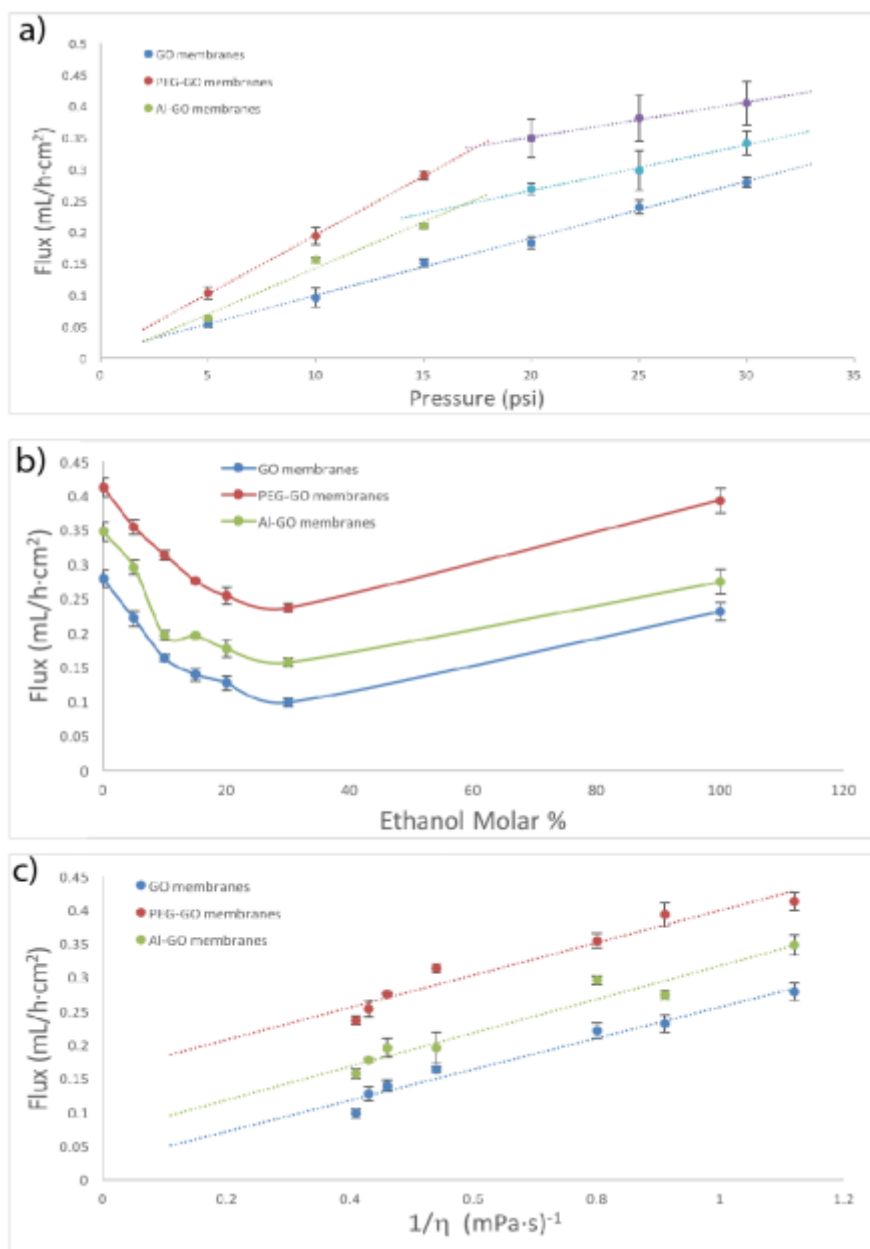 a)
0.5
0.45
0.4
0.35
0.3
0.25
0.2
0.15
0.1
0.05
0
Flux (mL/h·cm²)
GO membranes
PEG-GO membranes
Al-GO membranes
0 5 10 15 20 25 30 35
Pressure (psi)
b)
0.45
0.4
0.35
0.3
0.25
0.2
0.15
0.1
0.05
0
Flux (mL/h·cm²)
GO membranes
PEG-GO membranes
Al-GO membranes
0 20 40 60 80 100 120
Ethanol Molar %
c)
0.45
0.4
0.35
0.3
0.25
0.2
0.15
0.1
0.05
0
Flux (mL/h·cm²)
GO membranes
PEG-GO membranes
Al-GO membranes
0 0.2 0.4 0.6 0.8 1 1.2
1/η (mPa·s)⁻¹